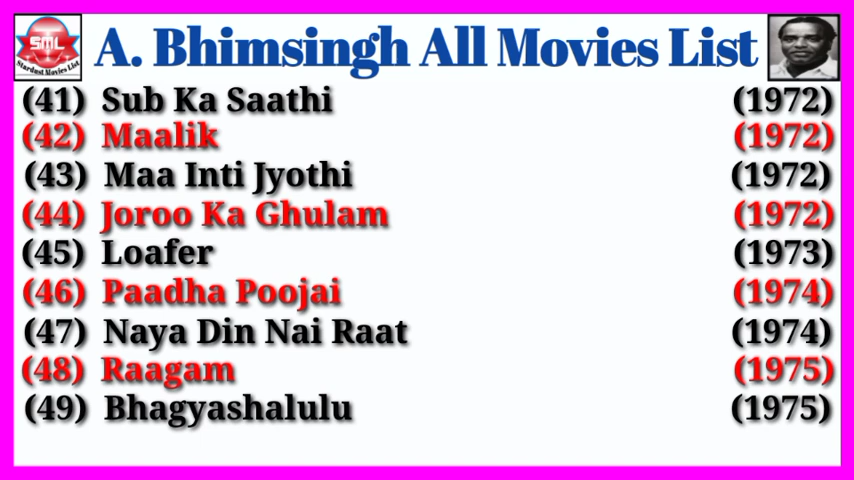 SML
Stardust Movies List
A. Bhimsingh All Movies List
(41) Sub Ka Saathi (1972)
(42) Maalik (1972)
(43) Maa Inti Jyothi (1972)
(44) Joroo Ka Ghulam (1972)
(45) Loafer (1973)
(46) Paadha Poojai (1974)
(47) Naya Din Nai Raat (1974)
(48) Raagam (1975)
(49) Bhagyashalulu (1975)